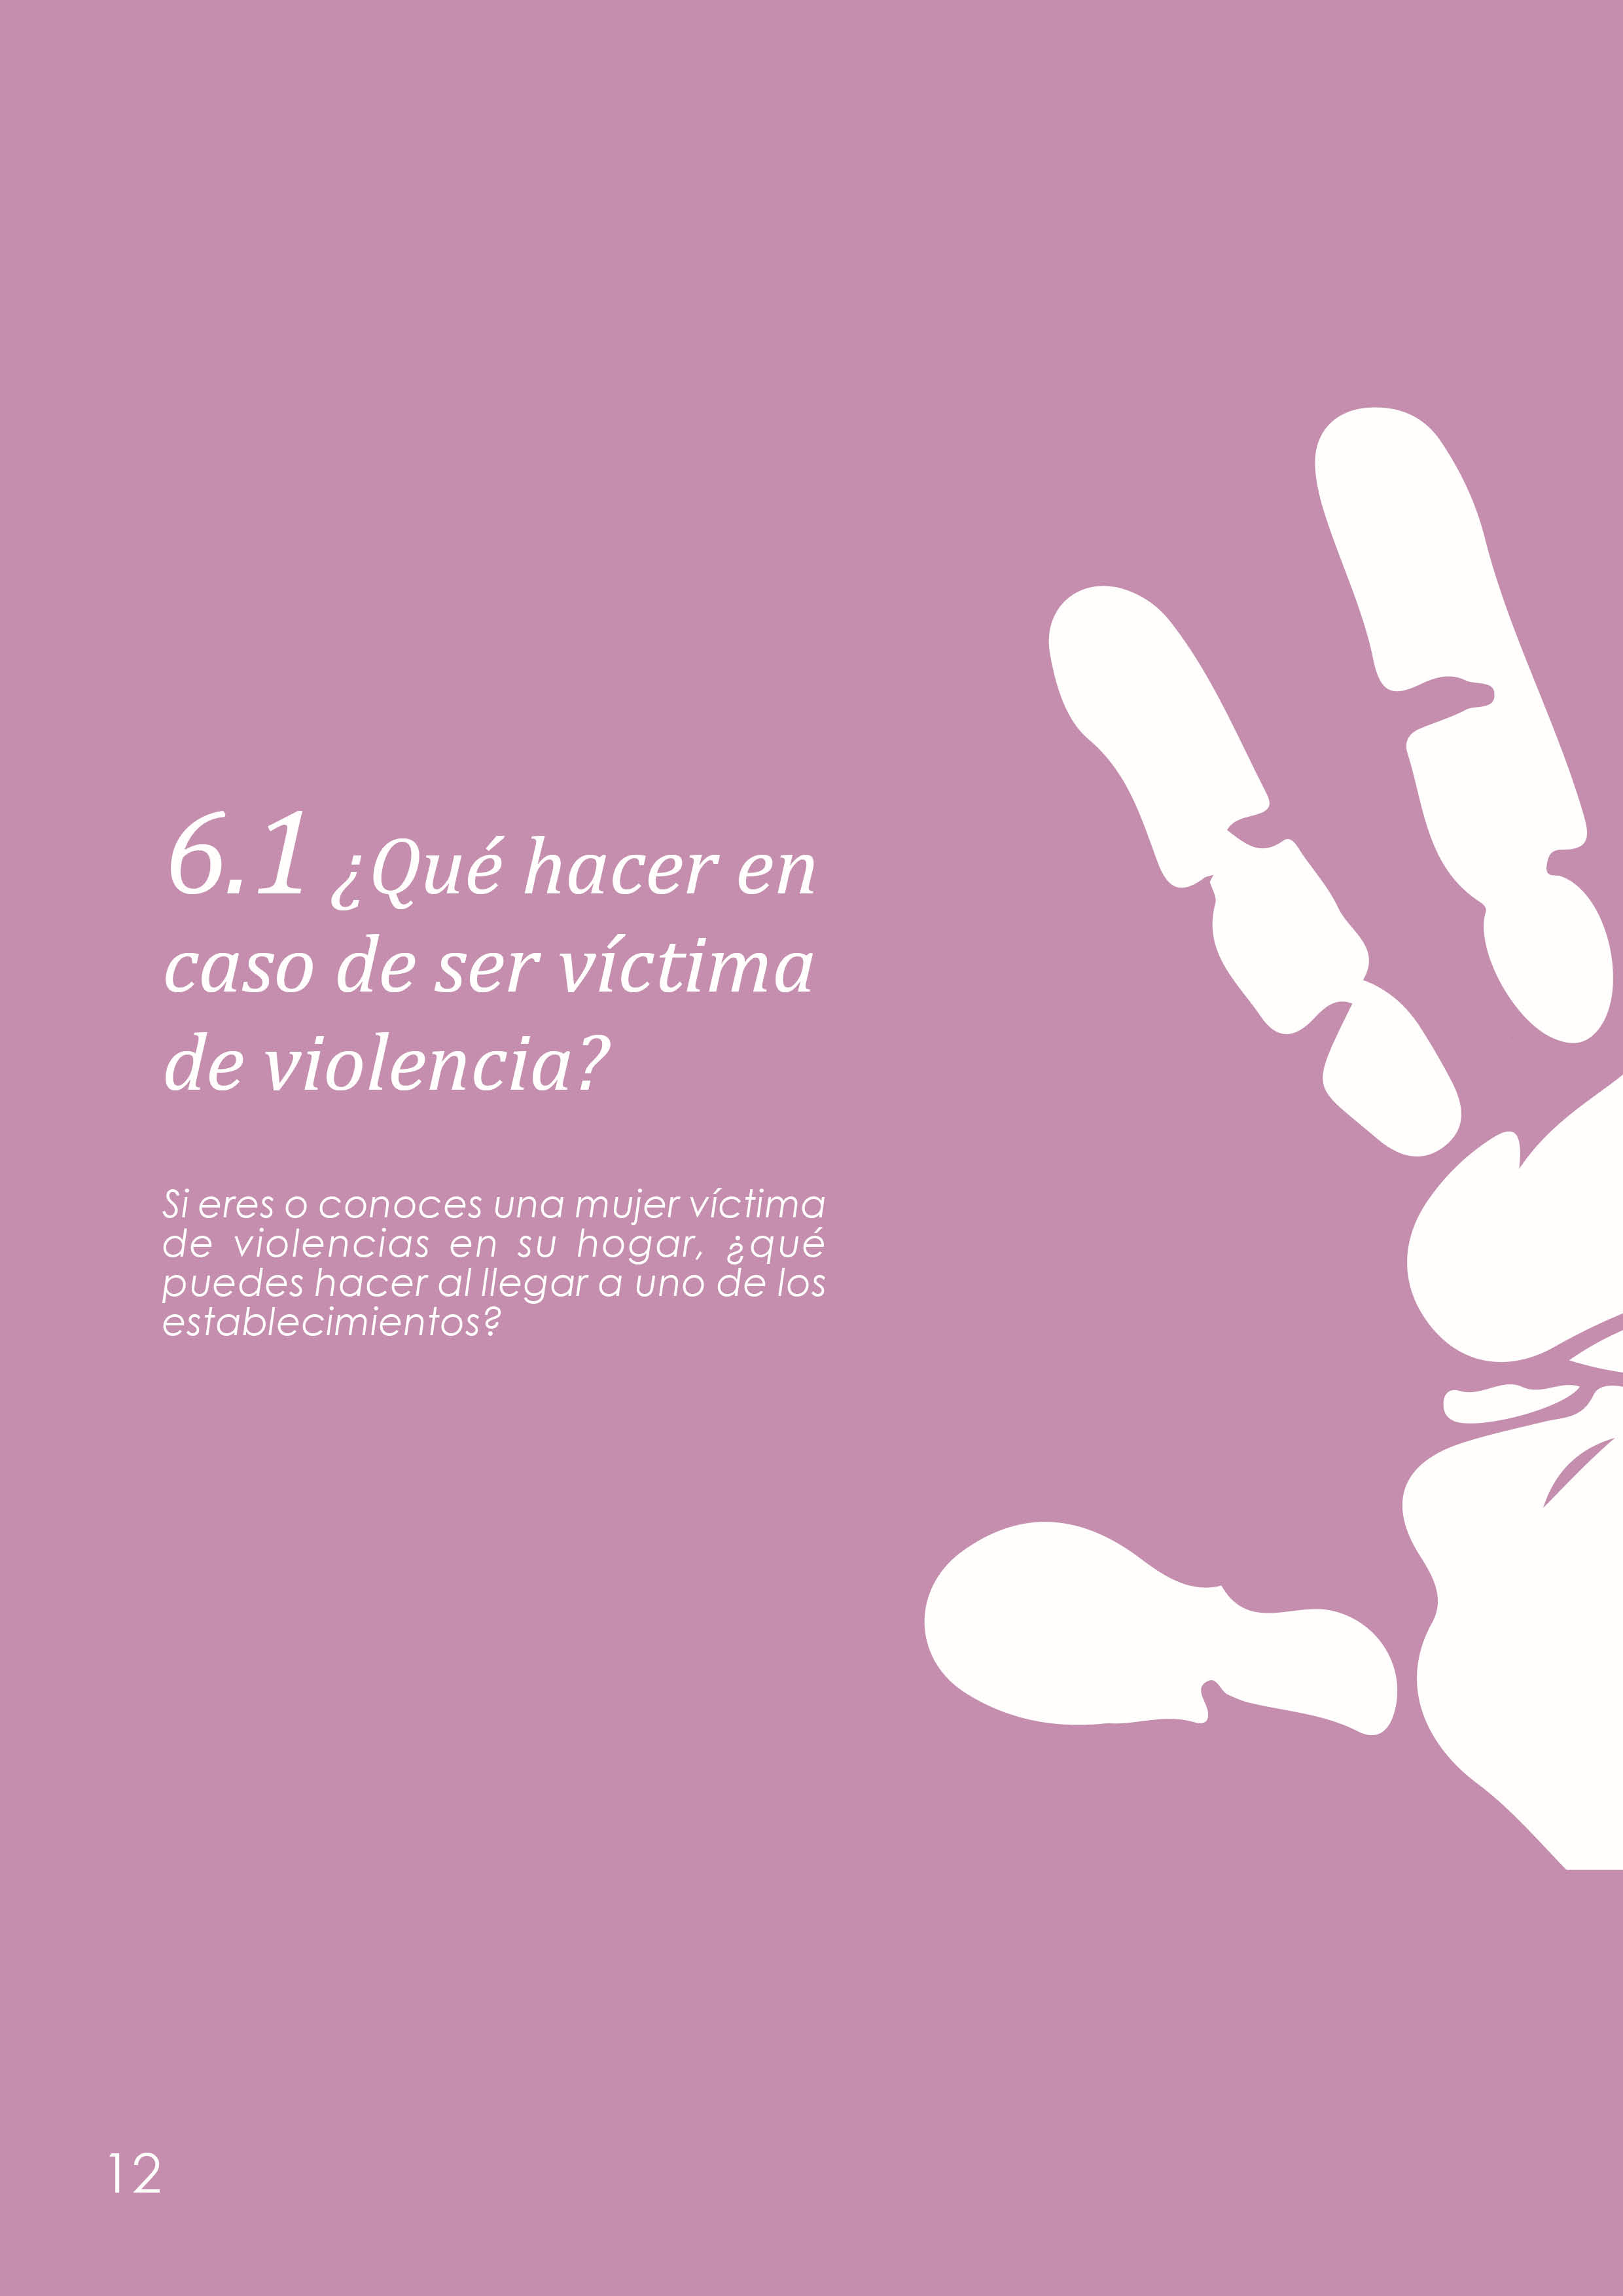 6.1 ¿Qué hacer en
caso de ser víctima
de violencia?
Si eres o conoces una mujer víctima
de violencias en su hogar, ¿qué
puedes hacer al lllegar a uno de los
establecimientos?
12